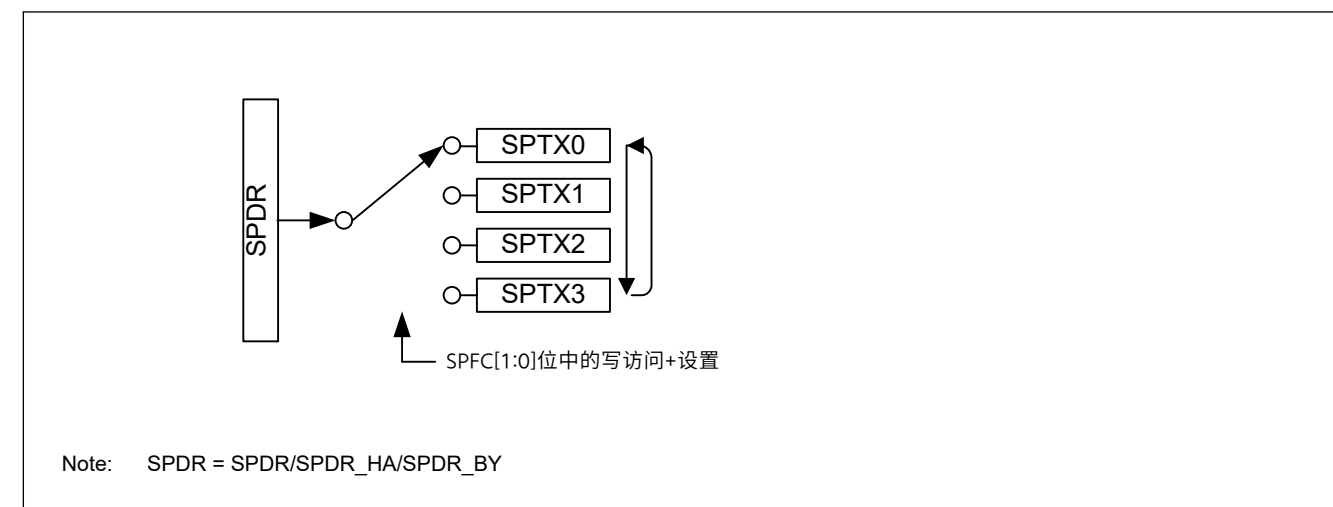 SPDR
SPTX0
SPTX1
SPTX2
SPTX3
SPFC[1:0]位中的写访问+设置
Note: SPDR = SPDR/SPDR_HA/SPDR_BY